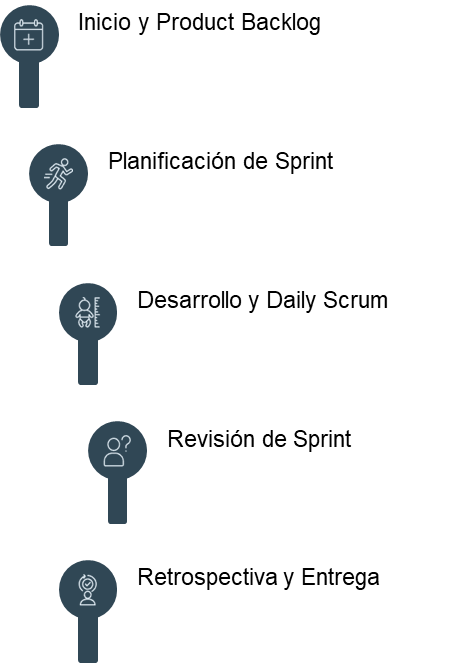 Inicio y Product Backlog
Planificación de Sprint
Desarrollo y Daily Scrum
Revisión de Sprint
Retrospectiva y Entrega